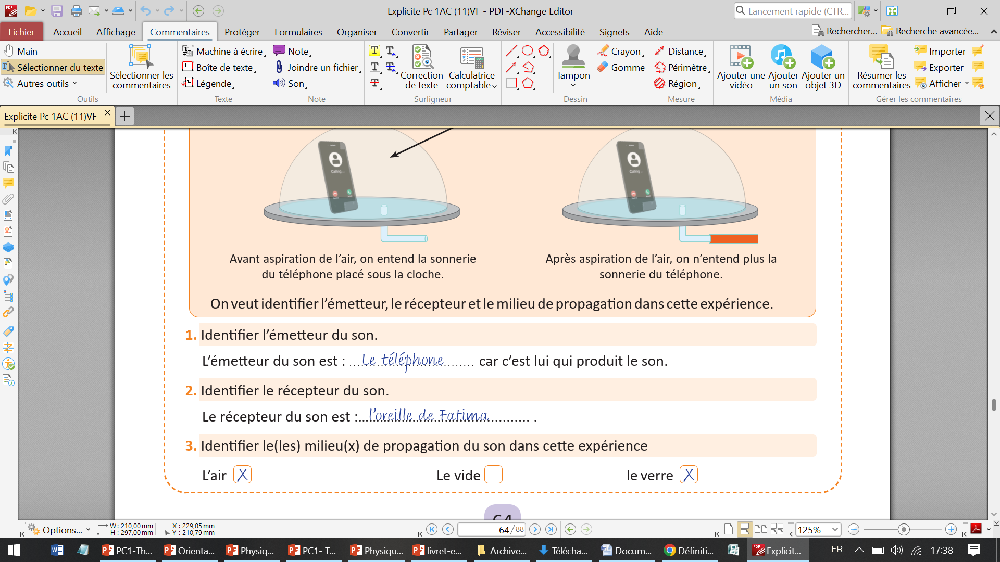 Explicite Pc 1AC (11)VF - PDF-XChange Editor
Lancement rapide (CTR...
Fichier Accueil Affichage Commentaires Protéger Formulaires Organiser Convertir Partager Réviser Accessibilité Signets Aide
Rechercher... Recherche avancée...
Main
Sélectionner du texte
Autres outils
Outils
Sélectionner les
commentaires
Machine à écrire
Boîte de texte
Légende
Texte
Note
Joindre un fichier
Son
Note
Correction
de texte
Calculatrice
comptable
Surligneur
Tampon
Crayon
Gomme
Dessin
Distance
Périmètre
Région
Mesure
Ajouter une
vidéo
Ajouter
un son
Ajouter un
objet 3D
Média
Résumer les
commentaires
Importer
Exporter
Afficher
Gérer les commentaires
Explicite Pc 1AC (11)VF
Calling...
Calling...
Avant aspiration de l'air, on entend la sonnerie
du téléphone placé sous la cloche.
Après aspiration de l'air, on n'entend plus la
sonnerie du téléphone.
On veut identifier l'émetteur, le récepteur et le milieu de propagation dans cette expérience.
1. Identifier l'émetteur du son.
L'émetteur du son est : ...Le téléphone........ car c'est lui qui produit le son.
2. Identifier le récepteur du son.
Le récepteur du son est :...l'oreille de Fatima.......... .
3. Identifier le(les) milieu(x) de propagation du son dans cette expérience
L'air X Le vide le verre X
64
Options...
W : 210,00 mm
H : 297,00 mm
X : 229,05 mm
Y : 210,79 mm
64 / 88
125%
PC1-Th... Orienta... Physiq... PC1- T... Physiqu... livret-e... Archive... Télécha... Docum... Définiti... Explicit... FR 17:38